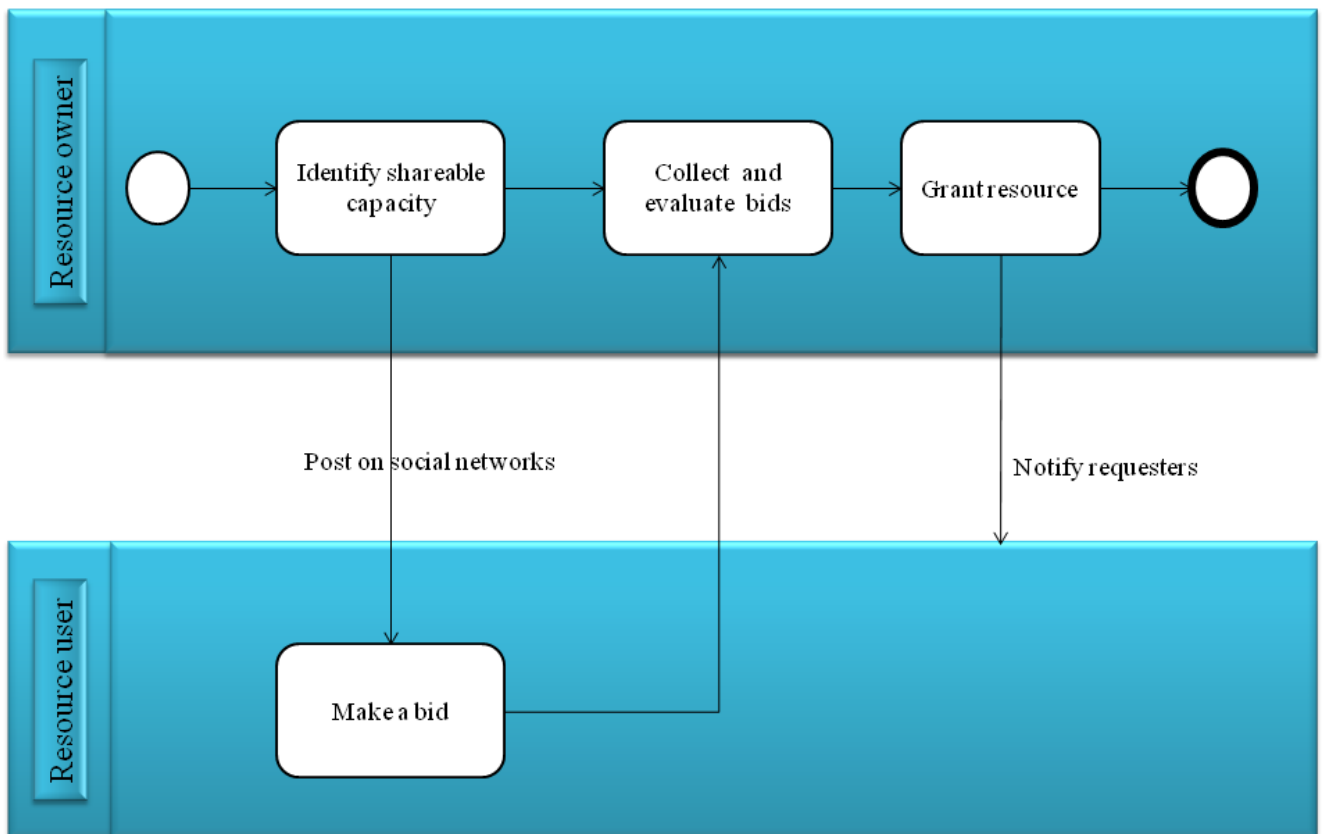 Resource owner
Identify shareable
capacity
Collect and
evaluate bids
Grant resource
Post on social networks
Notify requesters
Resource user
Make a bid